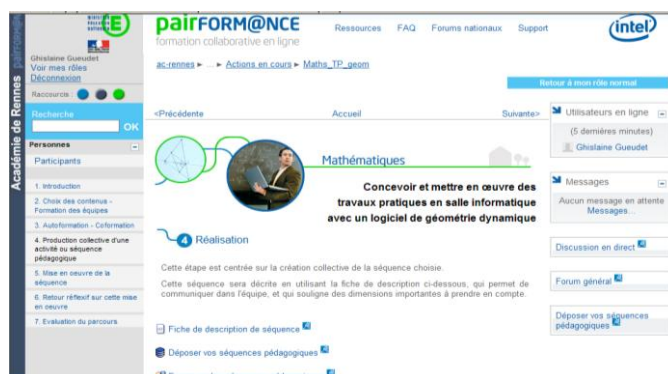 pairFORM@NCE
formation collaborative en ligne
Ressources FAQ Forums nationaux Support
intel
Académie de Rennes pairformance
Ghislaine Gueudet
Voir mes rôles
Déconnexion
Raccourcis :
Recherche
OK
Personnes
Participants
1. Introduction
2. Choix des contenus -
Formation des équipes
3. Autoformation - Coformation
4. Production collective d'une
activité ou séquence
pédagogique
5. Mise en oeuvre de la
séquence
6. Retour réflexif sur cette mise
en oeuvre
7. Evaluation du parcours
ac-rennes ► ... ► Actions en cours ► Maths_TP_geom
Retour à mon rôle normal
<Précédente Accueil Suivante>
Mathématiques
Concevoir et mettre en œuvre des
travaux pratiques en salle informatique
avec un logiciel de géométrie dynamique
4 Réalisation
Cette étape est centrée sur la création collective de la séquence choisie.
Cette séquence sera décrite en utilisant la fiche de description ci-dessous, qui permet de
communiquer dans l'équipe, et qui souligne des dimensions importantes à prendre en compte.
Fiche de description de séquence
Déposer vos séquences pédagogiques
Utilisateurs en ligne
(5 dernières minutes)
Ghislaine Gueudet
Messages
Aucun message en attente
Messages...
Discussion en direct
Forum général
Déposer vos séquences
pédagogiques